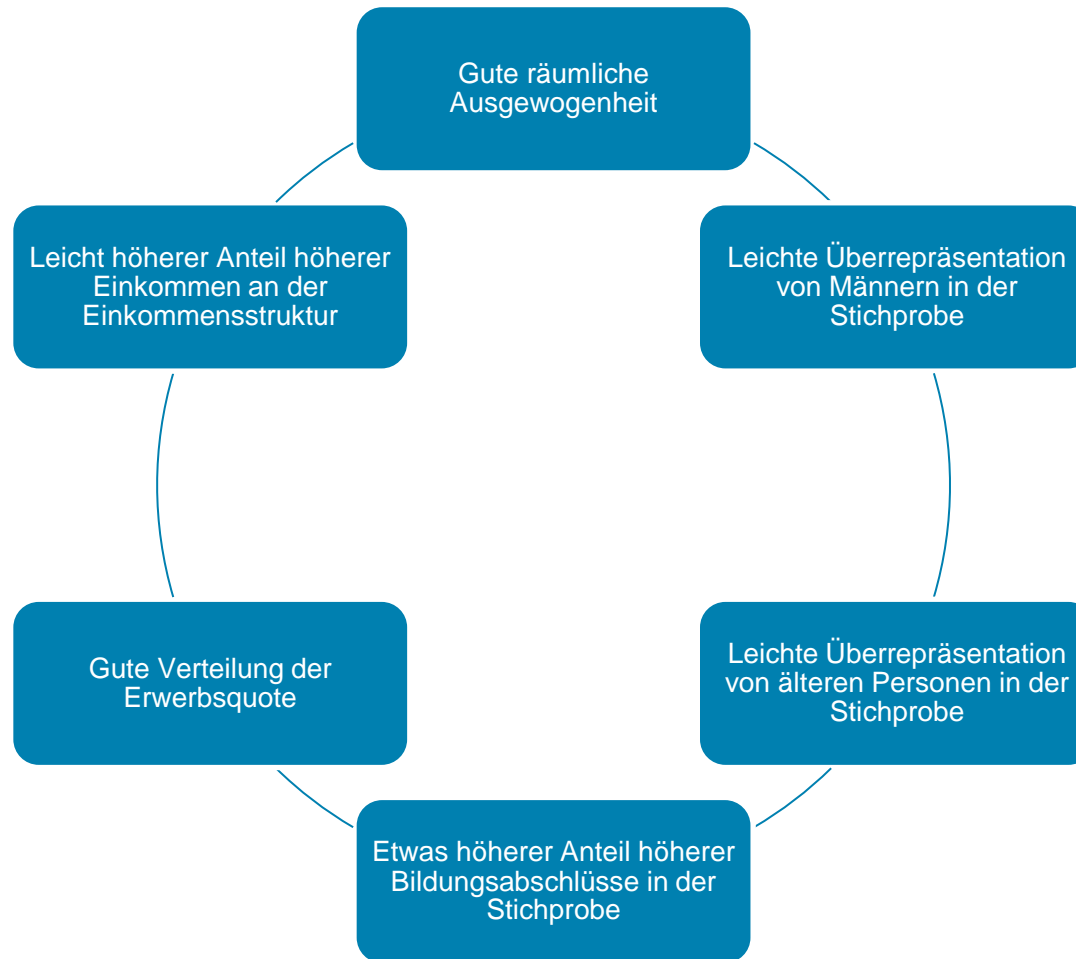 Gute räumliche
Ausgewogenheit
Leicht höherer Anteil höherer
Einkommen an der
Einkommensstruktur
Leichte Überrepräsentation
von Männern in der
Stichprobe
Gute Verteilung der
Erwerbsquote
Leichte Überrepräsentation
von älteren Personen in der
Stichprobe
Etwas höherer Anteil höherer
Bildungsabschlüsse in der
Stichprobe